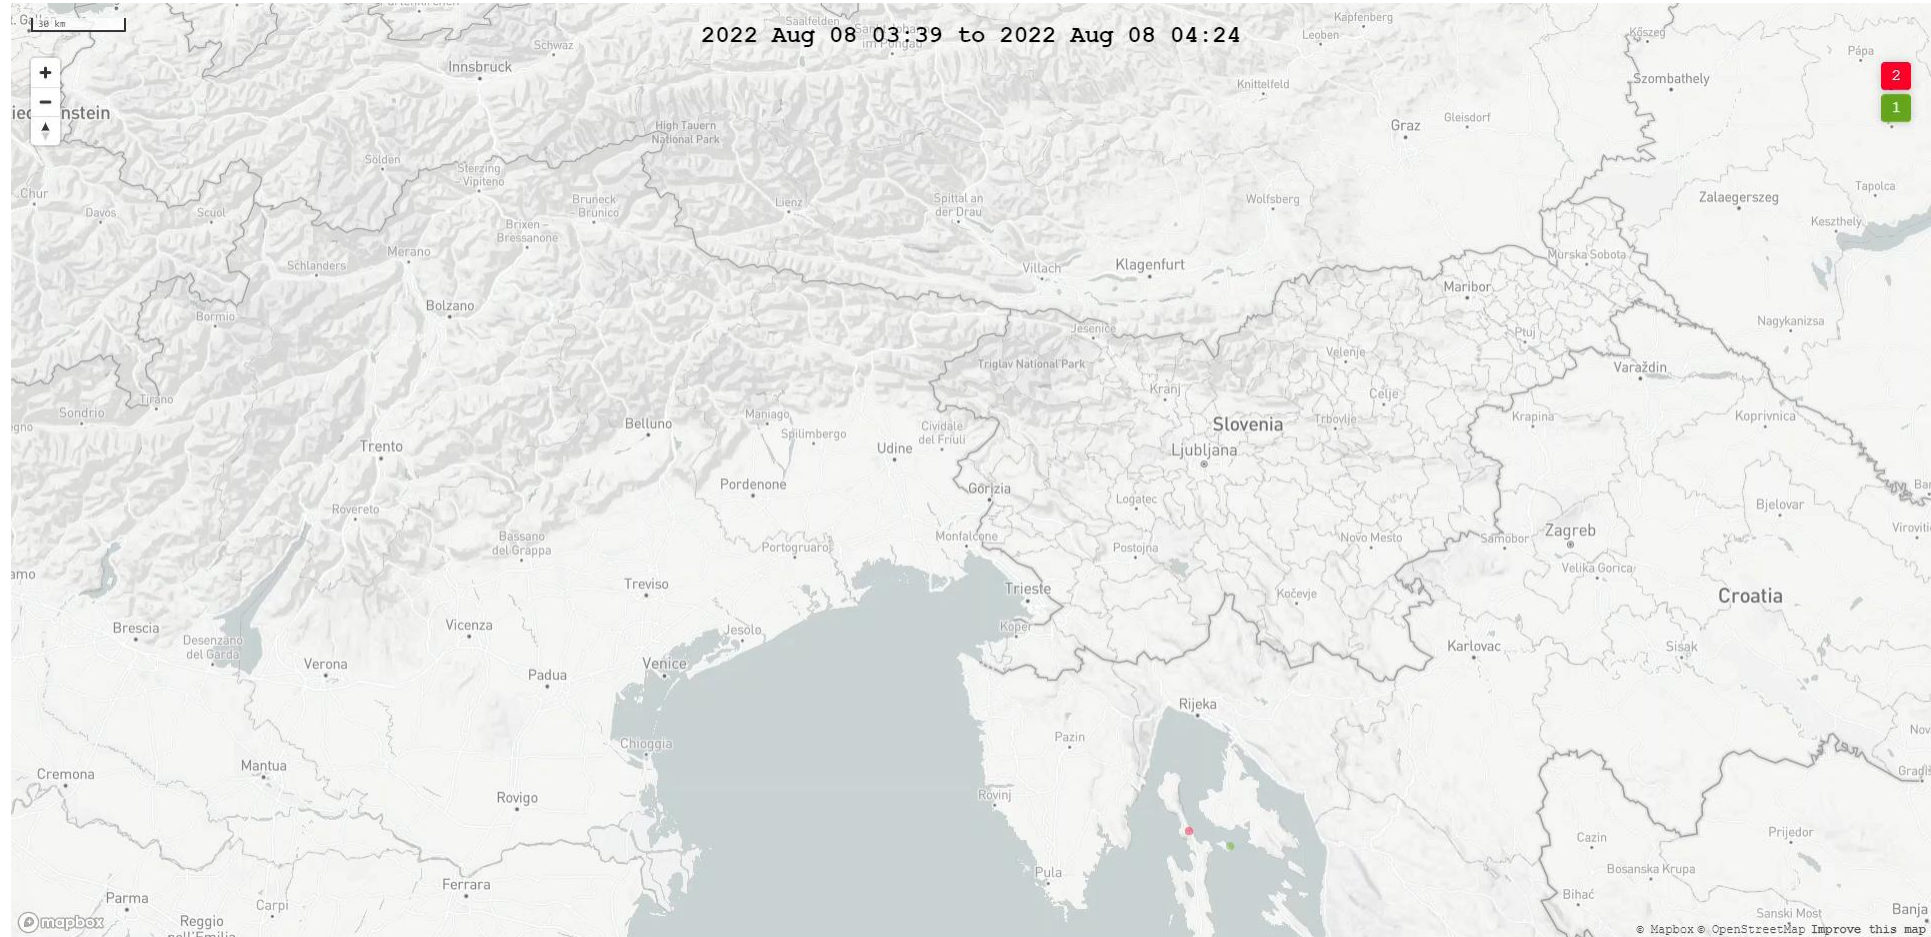 30 km
2022 Aug 08 03:39 to 2022 Aug 08 04:24
2
1
Saalfelden
Kapfenberg
Leoben
Kőszeg
Pápa
Schwaz
im Pongau
Innsbruck
Szombathely
Knittelfeld
High Tauern
National Park
Graz
Gleisdorf
Sölden
Sterzing
- Vipiteno
Chur
Davos
Scuol
Bruneck
- Brunico
Lienz
Spittal an
der Drau
Wolfsberg
Zalaegerszeg
Tapolca
Keszthely
Brixen -
Bressanone
Merano
Schlanders
Villach
Klagenfurt
Murska Sobota
Maribor
Bolzano
Bormio
Jesenice
Ptuj
Nagykanizsa
Velenje
Triglav National Park
Varaždin
Kranj
Celje
Tirano
Sondrio
Maniago
Spilimbergo
Belluno
Cividale
del Friuli
Udine
Slovenia
Trbovlje
Krapina
Koprivnica
Trento
Ljubljana
Pordenone
Gorizia
Logatec
Bjelovar
Rovereto
Bassano
del Grappa
Portogruaro
Monfalcone
Postojna
Novo Mesto
Samobor
Zagreb
Velika Gorica
Treviso
Trieste
Kočevje
Croatia
Brescia
Desenzano
del Garda
Vicenza
Jesolo
Koper
Karlovac
Sisak
Verona
Padua
Venice
Rijeka
Chioggia
Pazin
Cremona
Mantua
Rovigo
Rovinj
Cazin
Prijedor
Pula
Bosanska Krupa
Ferrara
Parma
Carpi
Reggio
Bihać
Sanski Most
Banja
mapbox
© Mapbox © OpenStreetMap Improve this map